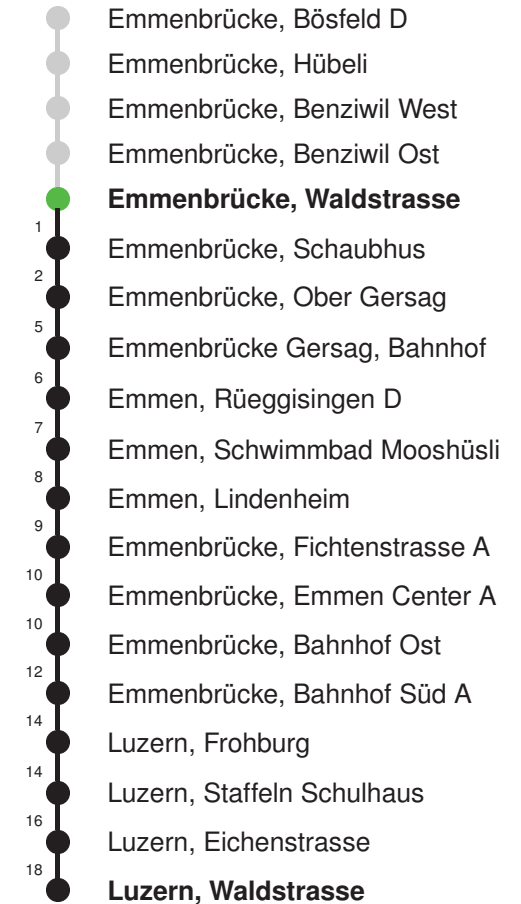 Emmenbrücke, Bösfeld D
Emmenbrücke, Hübeli
Emmenbrücke, Benziwil West
Emmenbrücke, Benziwil Ost
Emmenbrücke, Waldstrasse
1
Emmenbrücke, Schaubhus
2
Emmenbrücke, Ober Gersag
5
Emmenbrücke Gersag, Bahnhof
6
Emmen, Rüeggisingen D
7
Emmen, Schwimmbad Mooshüsli
8
Emmen, Lindenheim
9
Emmenbrücke, Fichtenstrasse A
10
Emmenbrücke, Emmen Center A
10
Emmenbrücke, Bahnhof Ost
12
Emmenbrücke, Bahnhof Süd A
14
Luzern, Frohburg
14
Luzern, Staffeln Schulhaus
16
Luzern, Eichenstrasse
18
Luzern, Waldstrasse